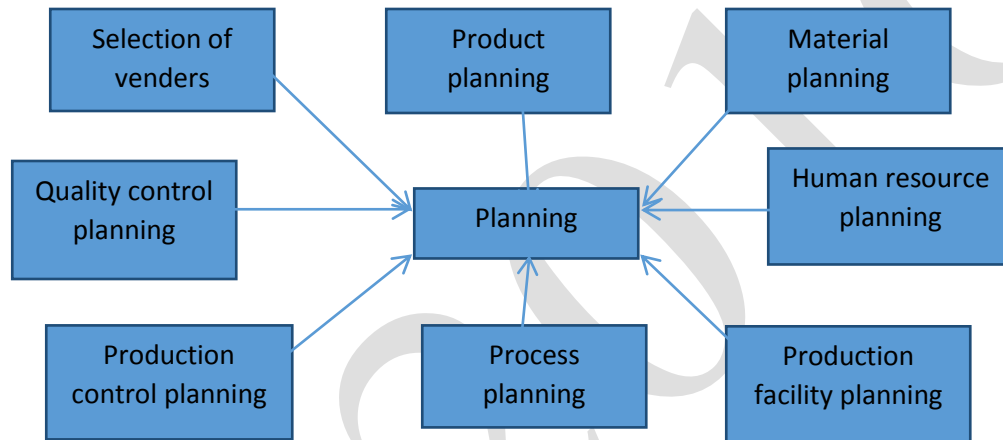 Selection of
venders
Product
planning
Material
planning
Quality control
planning
Planning
Human resource
planning
Production
control planning
Process
planning
Production
facility planning